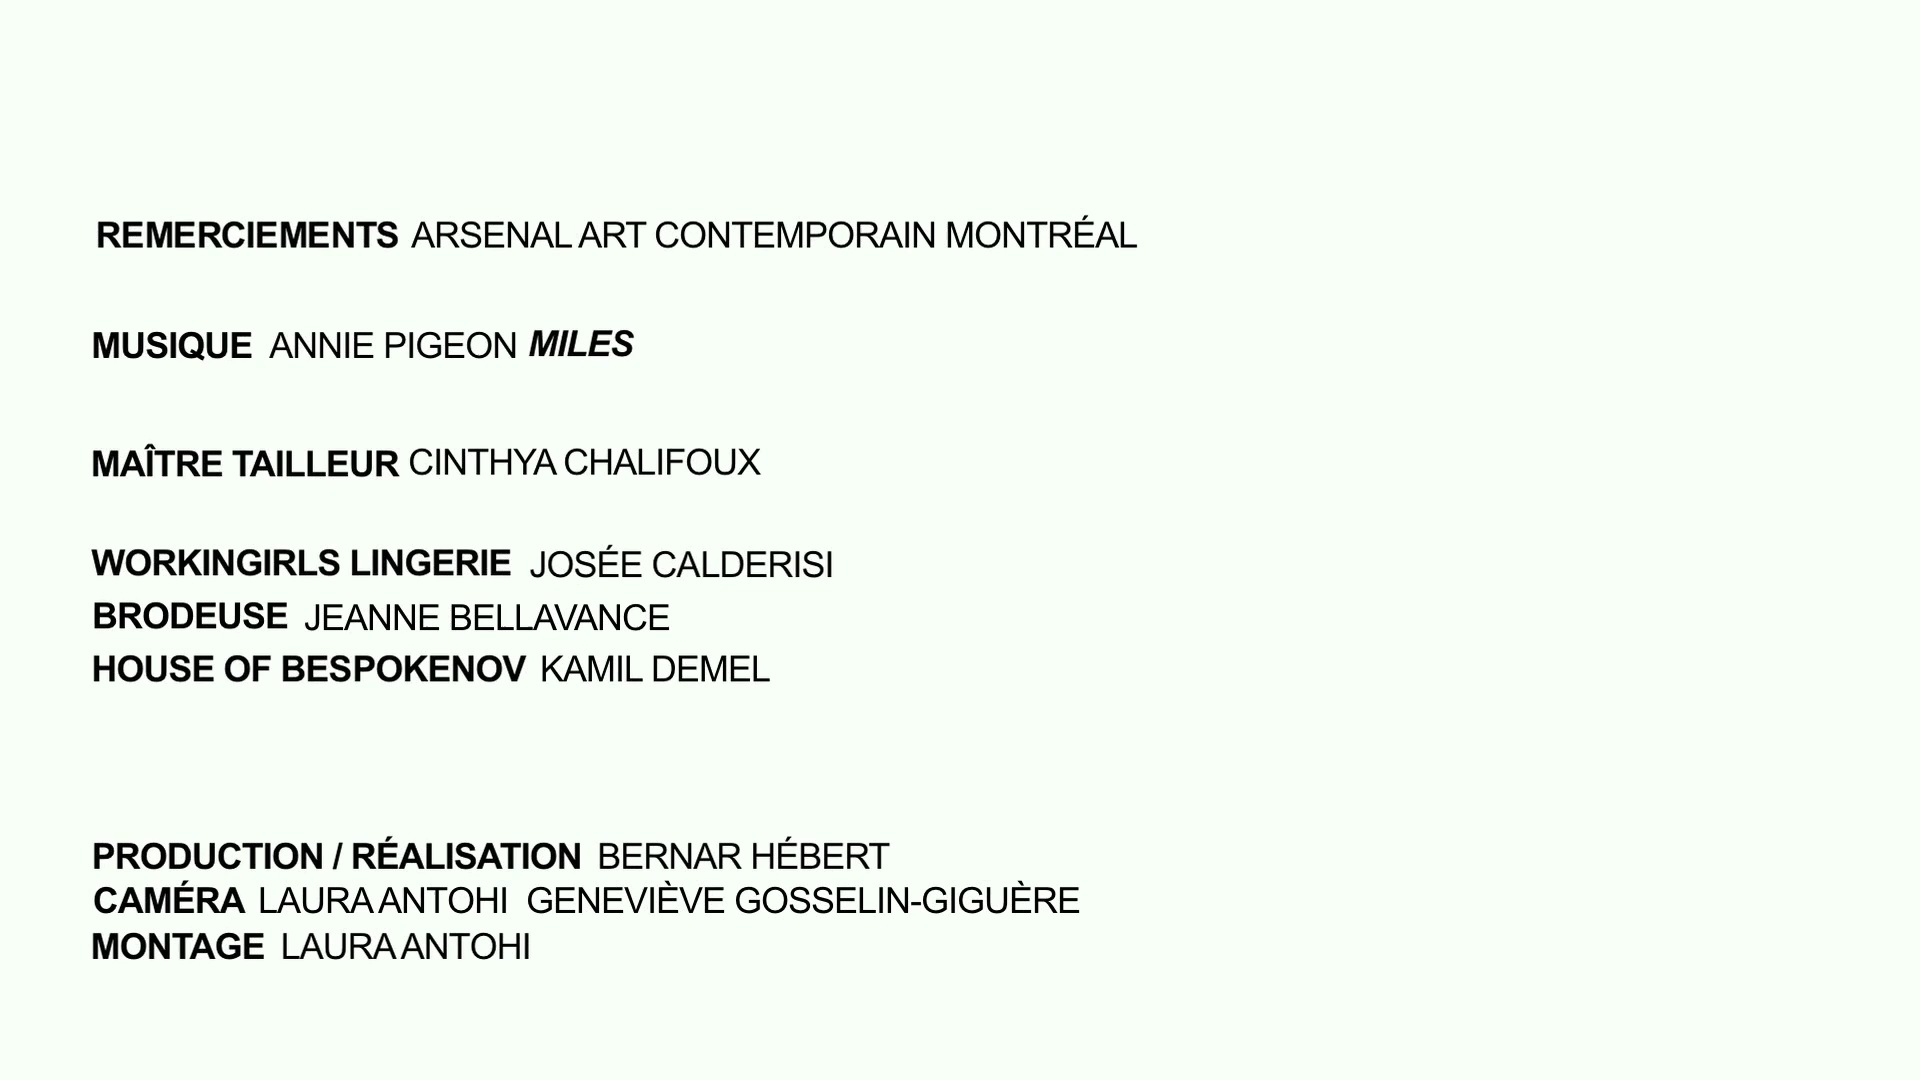 REMERCIEMENTS ARSENAL ART CONTEMPORAIN MONTRÉAL
MUSIQUE ANNIE PIGEON MILES
MAÎTRE TAILLEUR CINTHYA CHALIFOUX
WORKINGIRLS LINGERIE JOSÉE CALDERISI
BRODEUSE JEANNE BELLAVANCE
HOUSE OF BESPOKENOV KAMIL DEMEL
PRODUCTION / RÉALISATION BERNAR HÉBERT
CAMÉRA LAURA ANTOHI GENEVIÈVE GOSSELIN-GIGUÈRE
MONTAGE LAURA ANTOHI